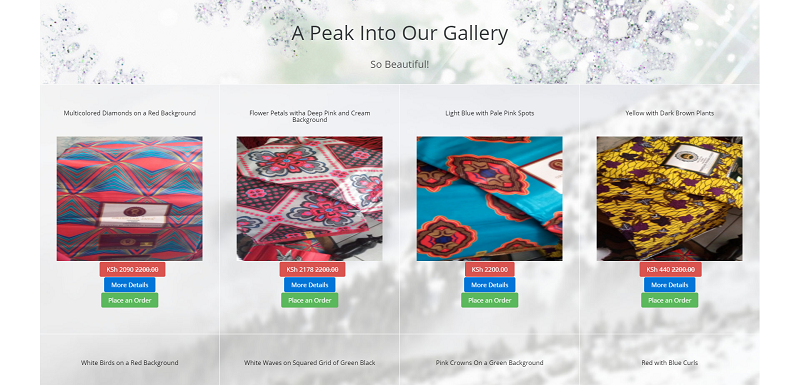 A Peak Into Our Gallery
So Beautiful!
Multicolored Diamonds on a Red Background
Flower Petals witha Deep Pink and Cream
Background
Light Blue with Pale Pink Spots
Yellow with Dark Brown Plants
KSh 2090 2200.00
KSh 2178 2200.00
KSh 2200.00
KSh 440 2200.00
More Details
More Details
More Details
More Details
Place an Order
Place an Order
Place an Order
Place an Order
White Birds on a Red Background
White Waves on Squared Grid of Green Black
Pink Crowns On a Green Background
Red with Blue Curls